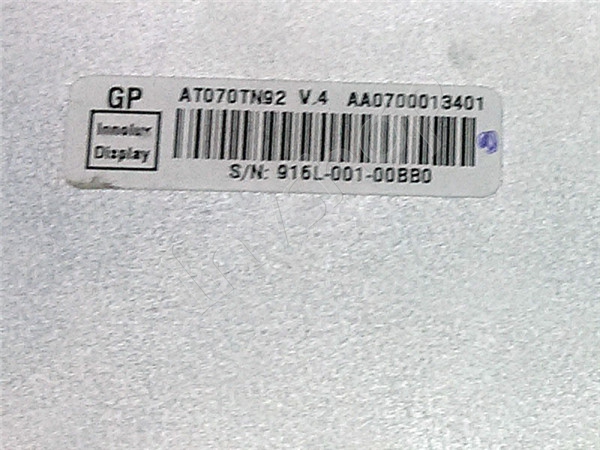 GP AT070TN92 V.4 AA0700013401
Innolux
Display
S/N: 916L-001-00BB0